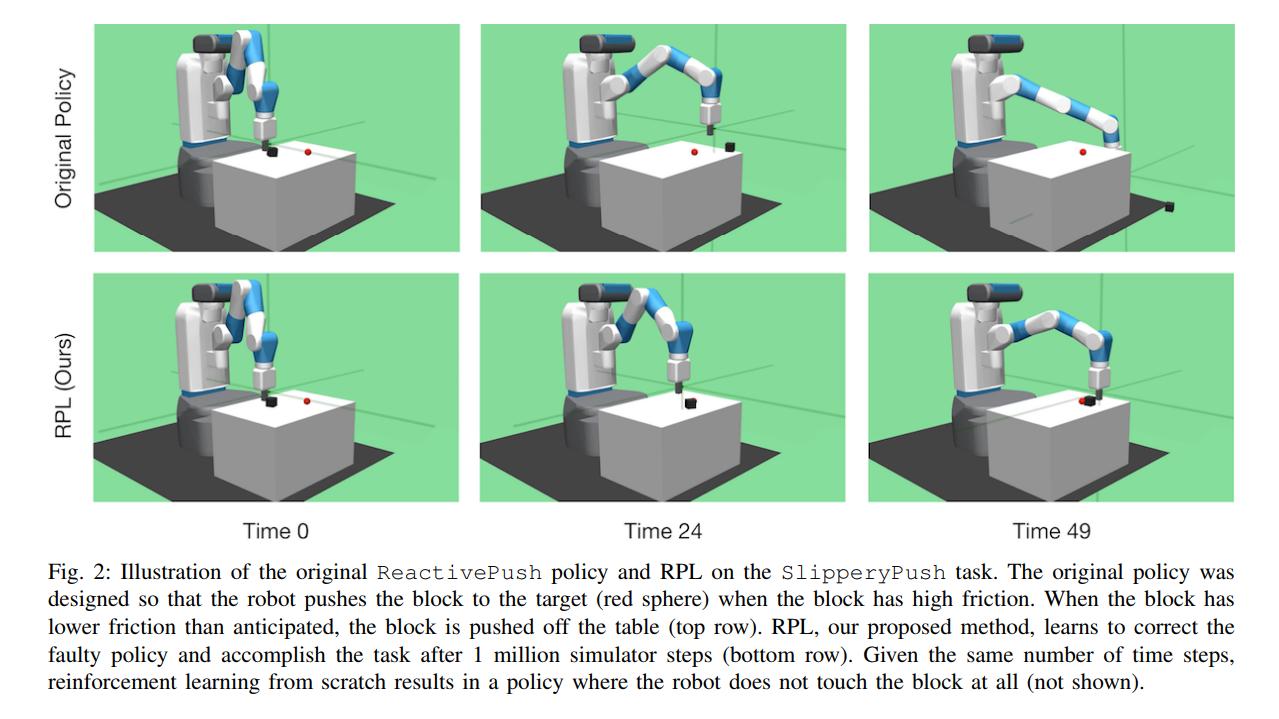 Original Policy
RPL (Ours)
Time 0
Time 24
Time 49
Fig. 2: Illustration of the original ReactivePush policy and RPL on the SlipperyPush task. The original policy was
designed so that the robot pushes the block to the target (red sphere) when the block has high friction. When the block has
lower friction than anticipated, the block is pushed off the table (top row). RPL, our proposed method, learns to correct the
faulty policy and accomplish the task after 1 million simulator steps (bottom row). Given the same number of time steps,
reinforcement learning from scratch results in a policy where the robot does not touch the block at all (not shown).